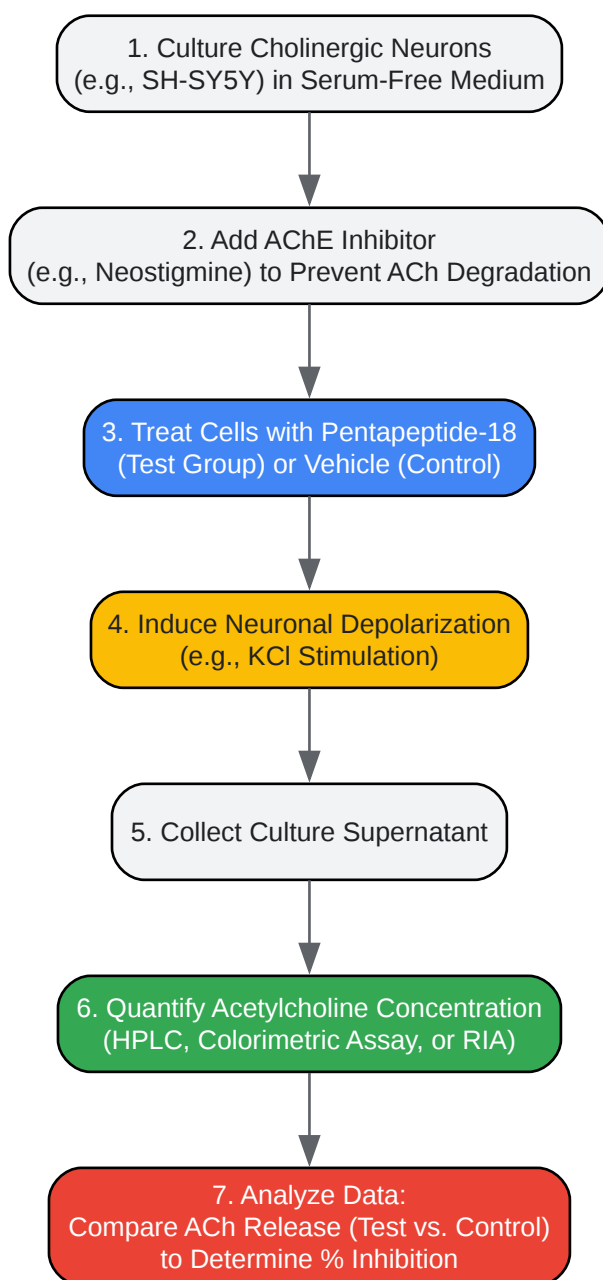 1. Culture Cholinergic Neurons
(e.g., SH-SY5Y) in Serum-Free Medium
2. Add AChE Inhibitor
(e.g., Neostigmine) to Prevent ACh Degradation
3. Treat Cells with Pentapeptide-18
(Test Group) or Vehicle (Control)
4. Induce Neuronal Depolarization
(e.g., KCl Stimulation)
5. Collect Culture Supernatant
6. Quantify Acetylcholine Concentration
(HPLC, Colorimetric Assay, or RIA)
7. Analyze Data:
Compare ACh Release (Test vs. Control)
to Determine % Inhibition